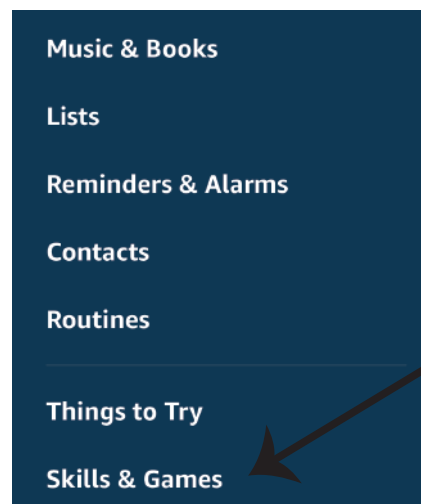 Music & Books
Lists
Reminders & Alarms
Contacts
Routines
Things to Try
Skills & Games